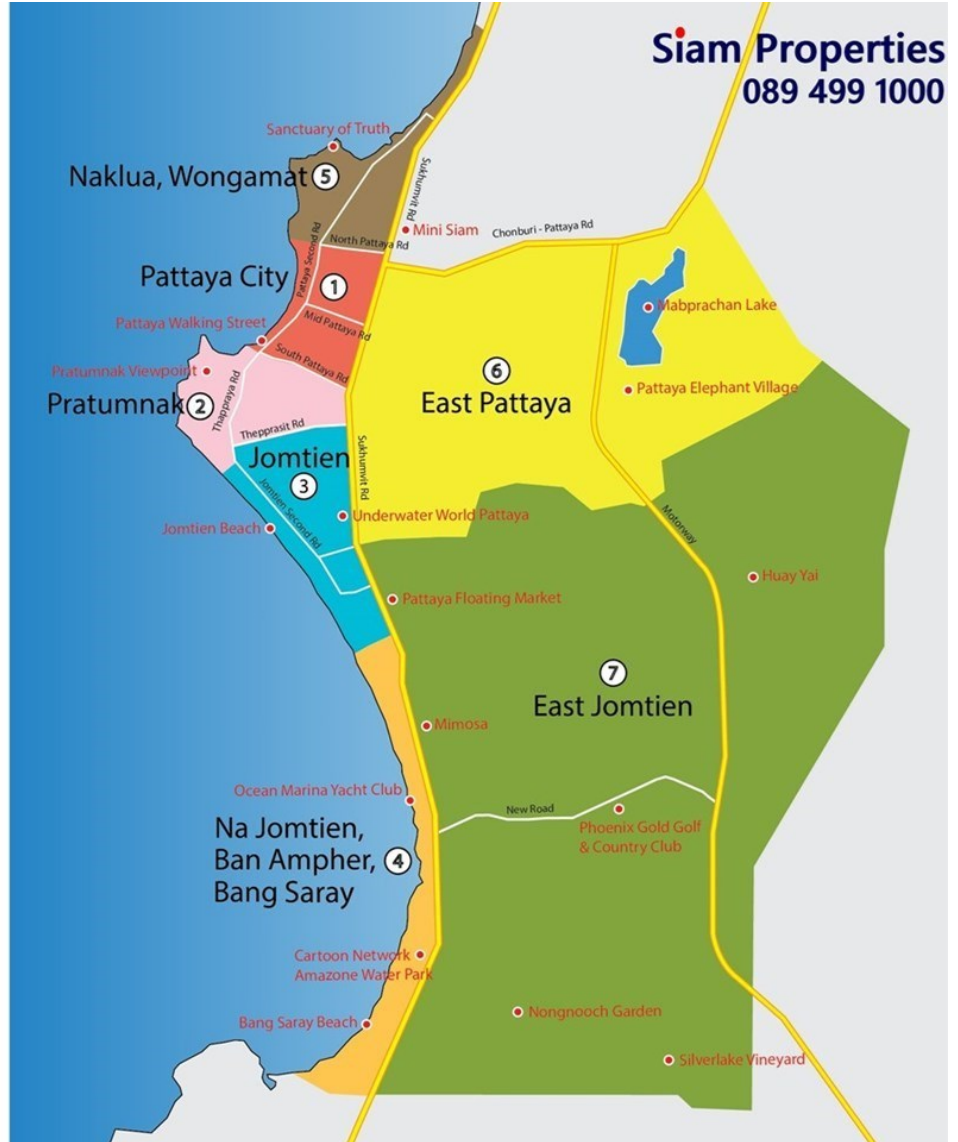 Siam Properties
089 499 1000
Sanctuary of Truth
Naklua, Wongamat 5
Sukhumvit Rd
Mini Siam
Chonburi - Pattaya Rd
North Pattaya Rd
Pattaya Second Rd
Pattaya City
1
Mabprachan Lake
Mid Pattaya Rd
Pattaya Walking Street
South Pattaya Rd
Pratumnak Viewpoint
6
East Pattaya
Pattaya Elephant Village
Pratumnak 2
Thappraya Rd
Thepprasit Rd
Jomtien
3
Sukhumvit Rd
Jomtien Second Rd
Underwater World Pattaya
Jomtien Beach
Motorway
Huay Yai
Pattaya Floating Market
7
East Jomtien
Mimosa
Ocean Marina Yacht Club
New Road
Phoenix Gold Golf
& Country Club
Na Jomtien,
Ban Ampher, 4
Bang Saray
Cartoon Network
Amazone Water Park
Nongnooch Garden
Bang Saray Beach
Silverlake Vineyard